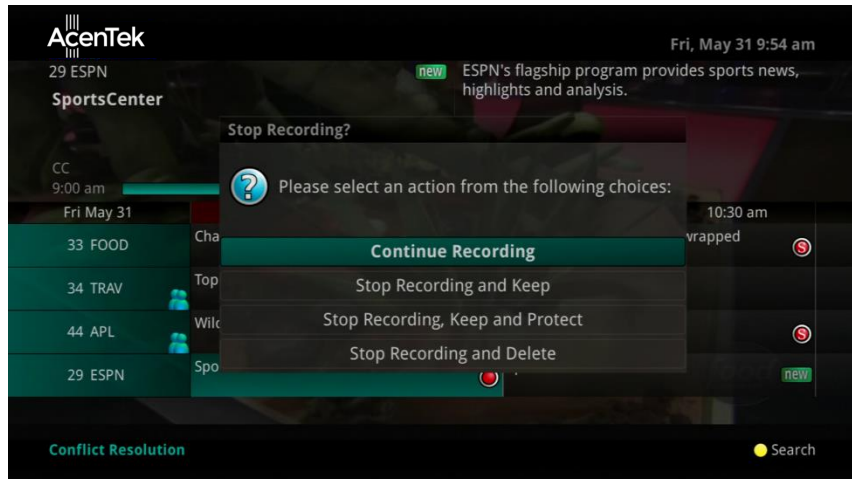 AcenTek
Fri, May 31 9:54 am
29 ESPN
new
ESPN's flagship program provides sports news,
highlights and analysis.
SportsCenter
Stop Recording?
CC
9:00 am
Please select an action from the following choices:
Fri May 31
10:30 am
33 FOOD
Cha
wrapped
S
Continue Recording
34 TRAV
Top
Stop Recording and Keep
44 APL
Wild
S
Stop Recording, Keep and Protect
Stop Recording and Delete
29 ESPN
Spo
new
Conflict Resolution
Search